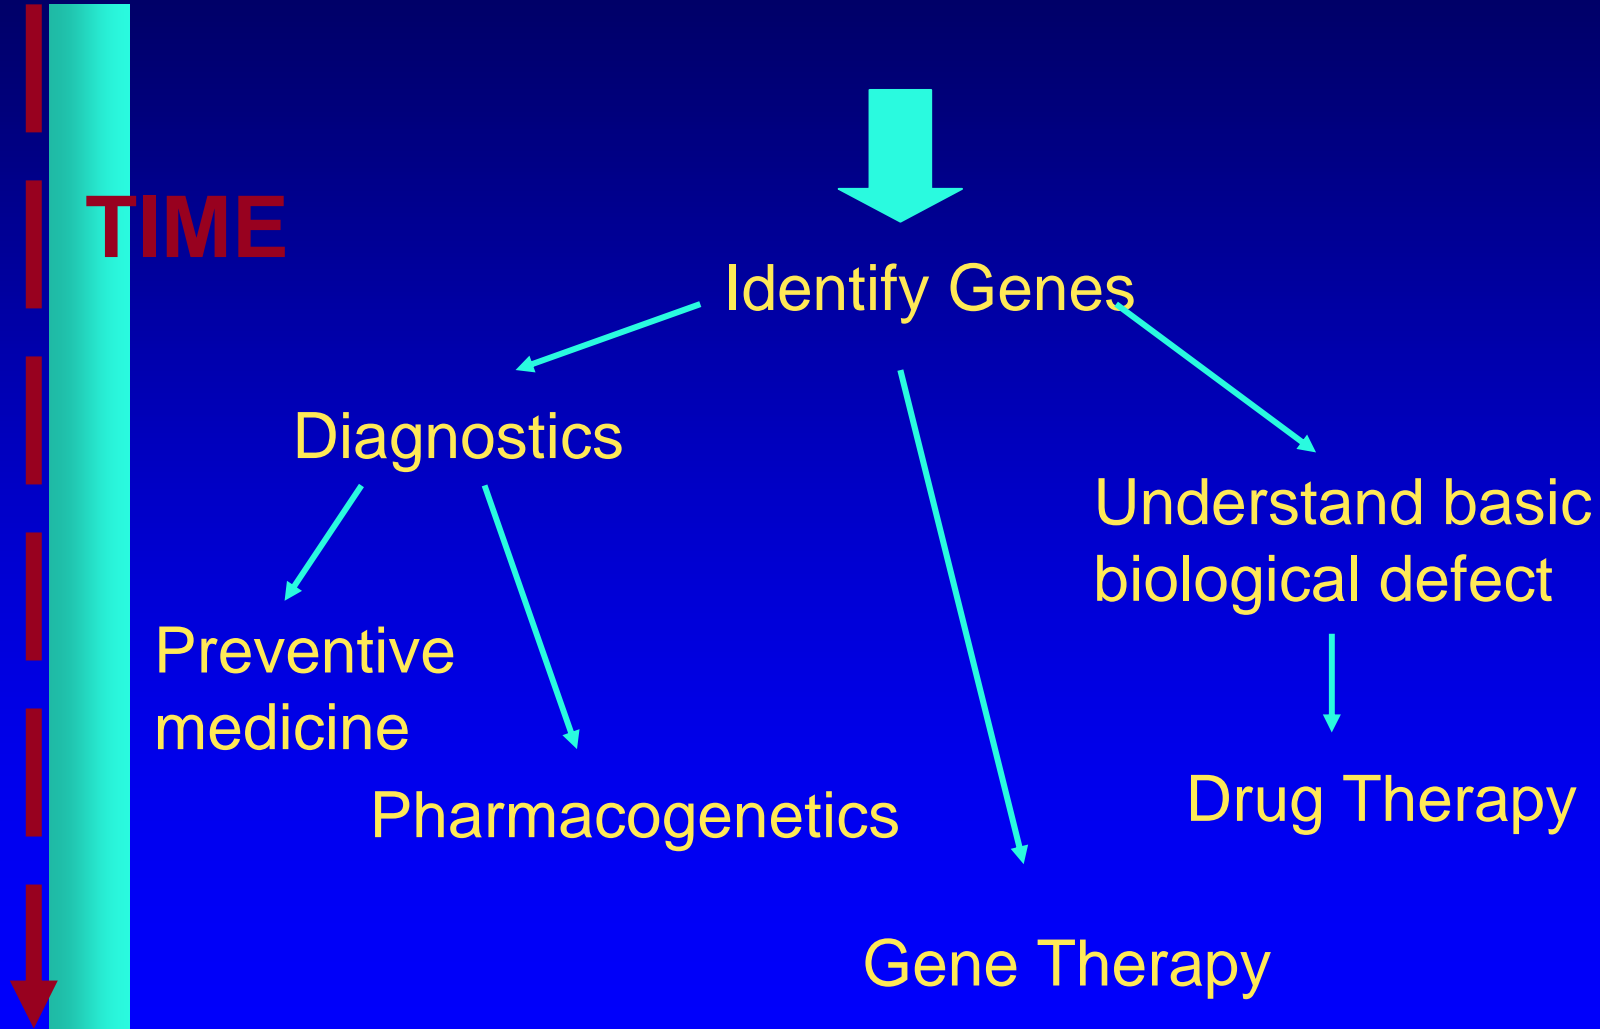 TIME
Identify Genes
Diagnostics
Understand basic
biological defect
Preventive
medicine
Pharmacogenetics
Drug Therapy
Gene Therapy